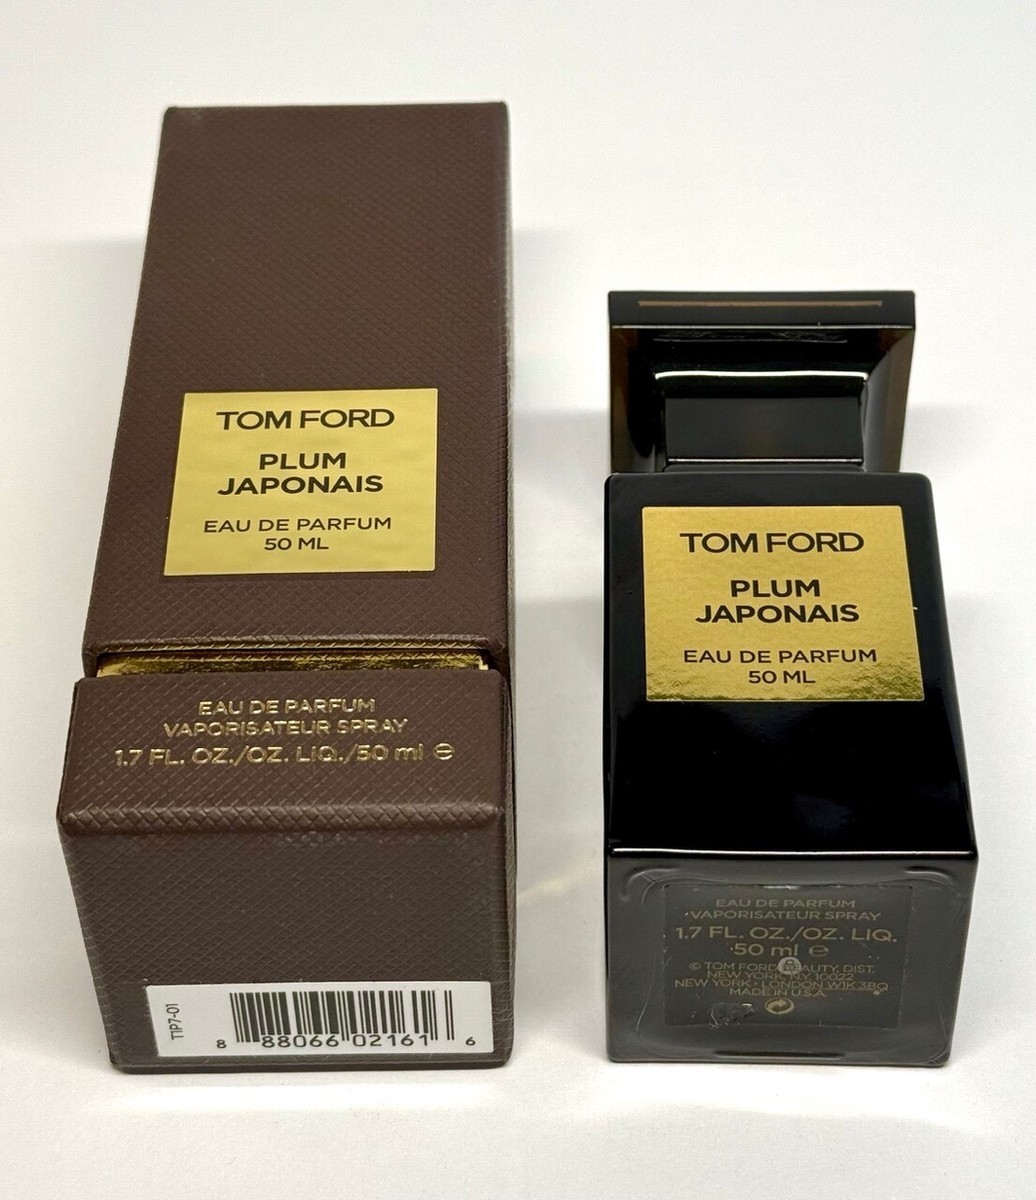 TOM FORD
PLUM
JAPONAIS
EAU DE PARFUM
50 ML
EAU DE PARFUM
VAPORISATEUR SPRAY
1.7 FL. OZ./OZ. LIQ./50 ml ℮
T1P7-01
8 88066 02161 6
TOM FORD
PLUM
JAPONAIS
EAU DE PARFUM
50 ML
EAU DE PARFUM
VAPORISATEUR SPRAY
1.7 FL. OZ./OZ. LIQ.
50 ml ℮
© TOM FORD BEAUTY, DIST.
NEW YORK, N.Y. 10022
NEW YORK • LONDON W1K 3BQ
MADE IN U.S.A.